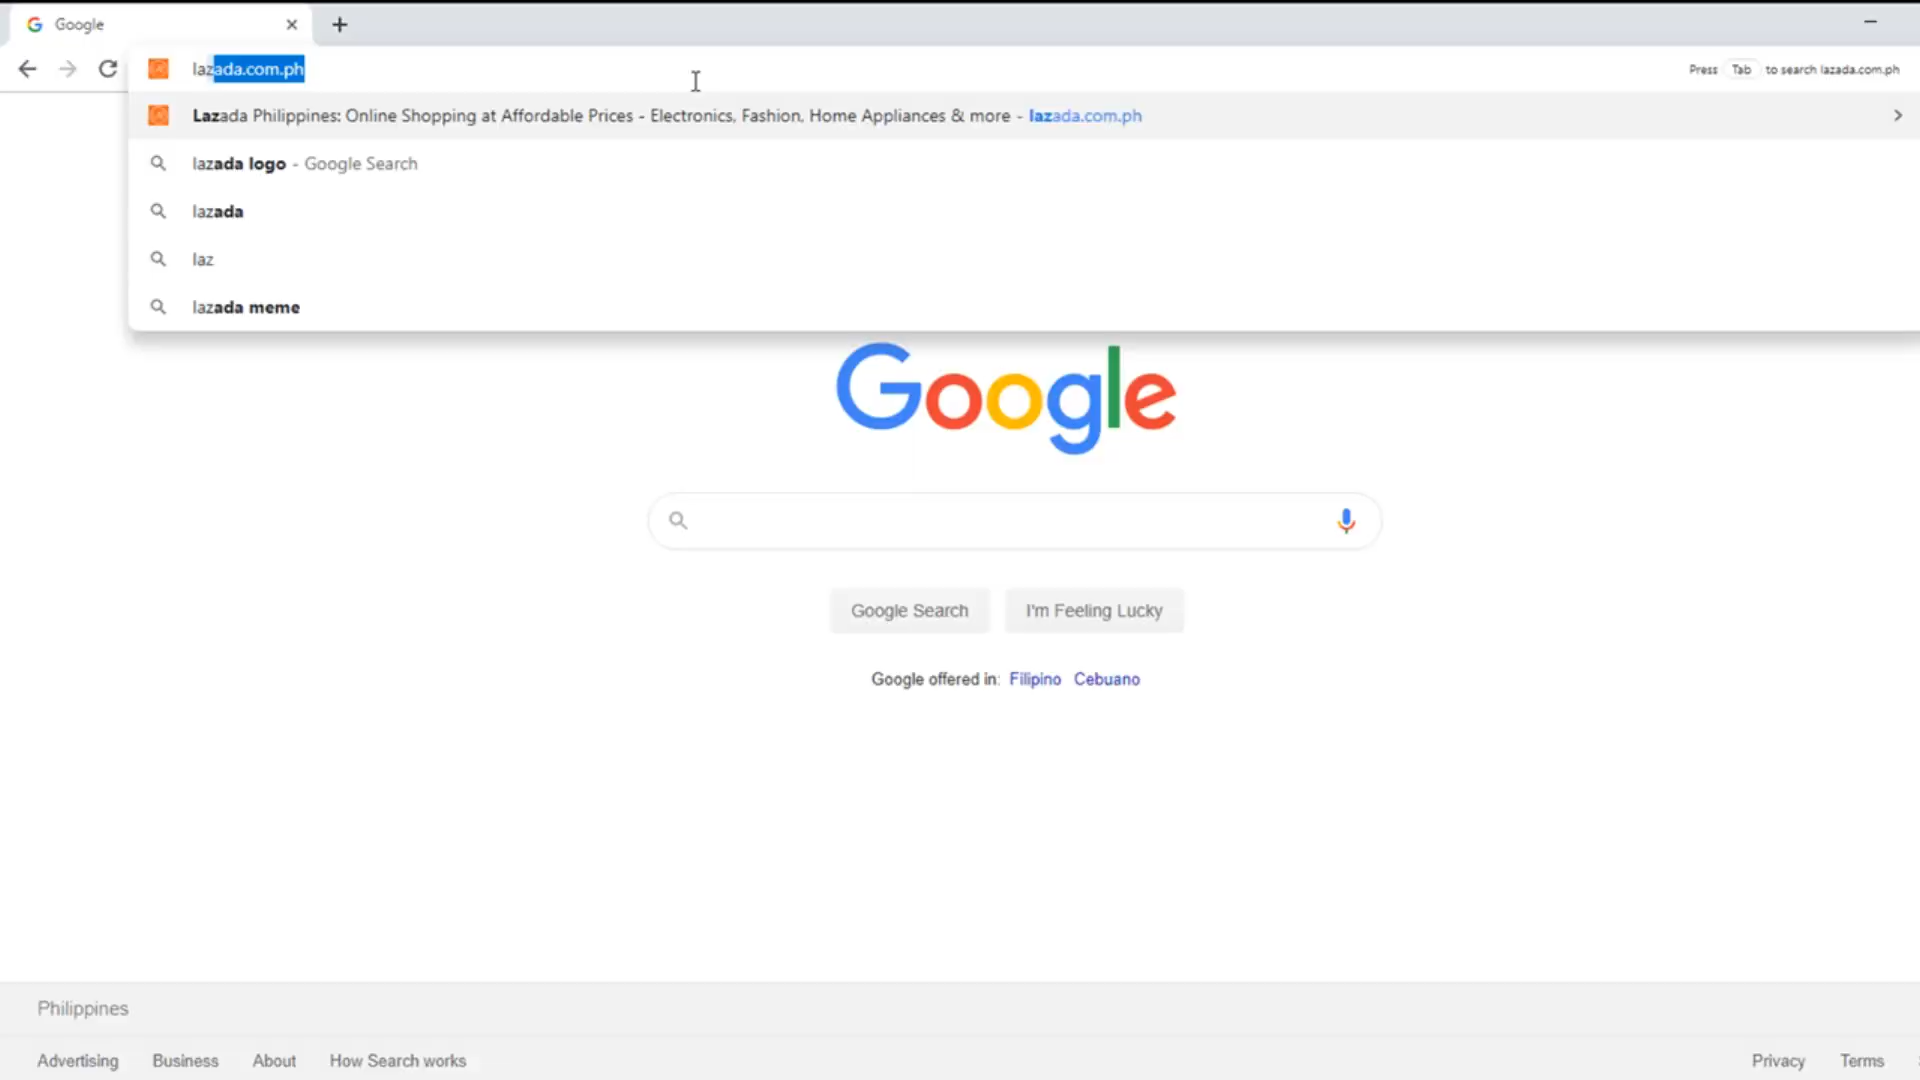 Google
lazada.com.ph
Press Tab to search lazada.com.ph
Lazada Philippines: Online Shopping at Affordable Prices - Electronics, Fashion, Home Appliances & more - lazada.com.ph
lazada logo - Google Search
lazada
laz
lazada meme
Google
Google Search
I'm Feeling Lucky
Google offered in: Filipino Cebuano
Philippines
Advertising Business About How Search works
Privacy Terms